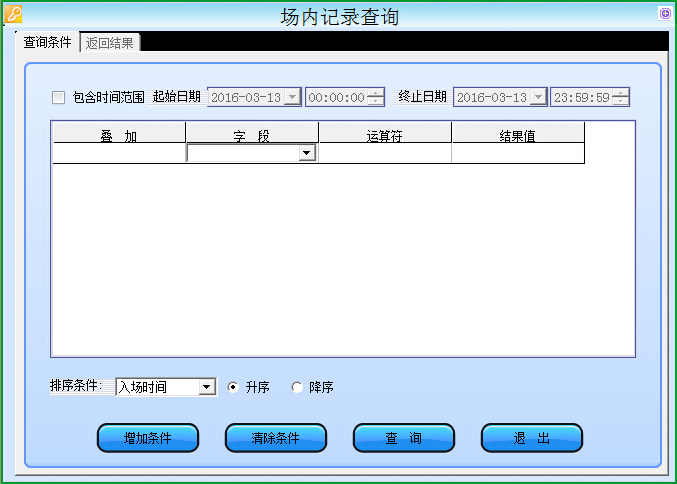 场内记录查询
查询条件 返回结果
包含时间范围 起始日期 2016-03-13 00:00:00 终止日期 2016-03-13 23:59:59
叠 加 字 段 运算符 结果值
排序条件: 入场时间 升序 降序
增加条件 清除条件 查 询 退 出